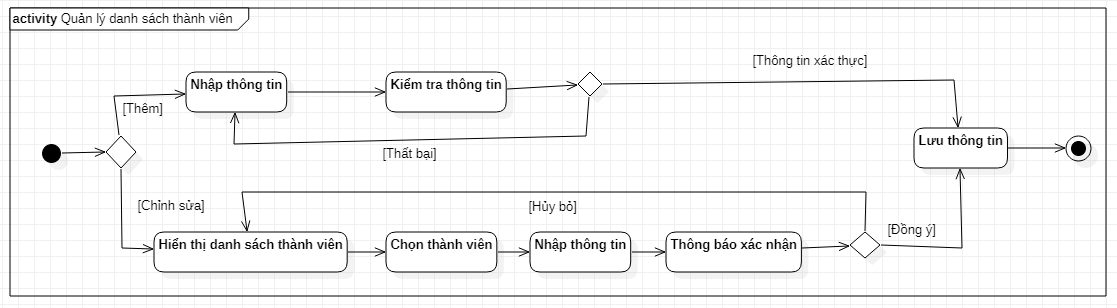 activity Quản lý danh sách thành viên
[Thông tin xác thực]
Nhập thông tin
Kiểm tra thông tin
[Thêm]
[Thất bại]
Lưu thông tin
[Chỉnh sửa]
[Hủy bỏ]
[Đồng ý]
Hiển thị danh sách thành viên
Chọn thành viên
Nhập thông tin
Thông báo xác nhận